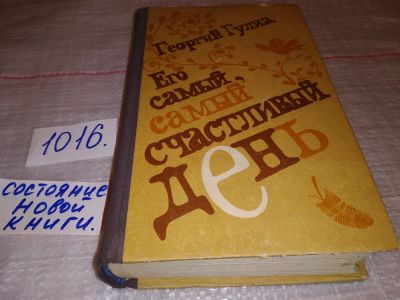 Георгий Гулиа
Его
самый,
самый
счастливый
день
1016.
состояние
новой
книги.